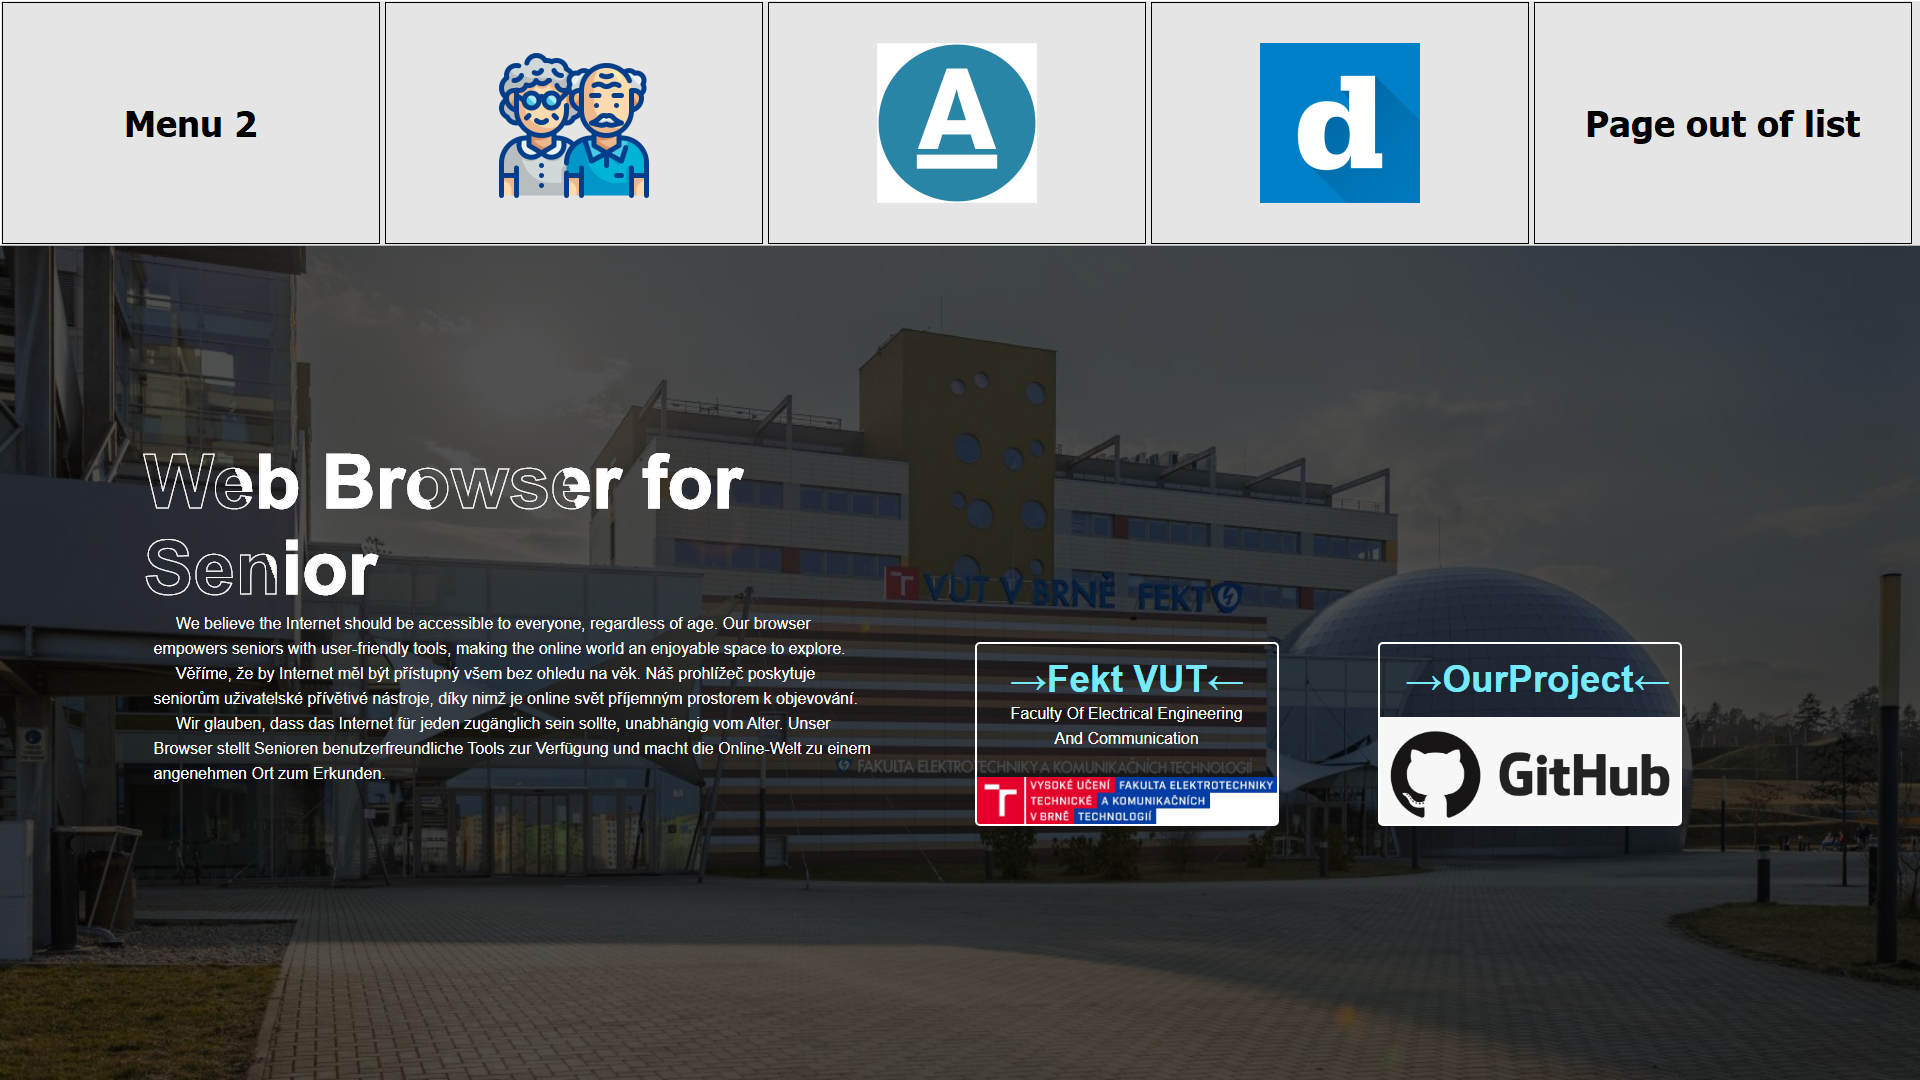 Menu 2
A
d
Page out of list
Web Browser for
Senior
We believe the Internet should be accessible to everyone, regardless of age. Our browser
empowers seniors with user-friendly tools, making the online world an enjoyable space to explore.
Věříme, že by Internet měl být přístupný všem bez ohledu na věk. Náš prohlížeč poskytuje
seniorům uživatelské přívětivé nástroje, díky nimž je online svět příjemným prostorem k objevování.
Wir glauben, dass das Internet für jeden zugänglich sein sollte, unabhängig vom Alter. Unser
Browser stellt Senioren benutzerfreundliche Tools zur Verfügung und macht die Online-Welt zu einem
angenehmen Ort zum Erkunden.
T VUT V BRNĚ FEKT
→Fekt VUT←
Faculty Of Electrical Engineering
And Communication
FAKULTA ELEKTROTECHNIKY A KOMUNIKAČNÍCH TECHNOLOGIÍ
T
VYSOKÉ UČENÍ FAKULTA ELEKTROTECHNIKY
TECHNICKÉ A KOMUNIKAČNÍCH
V BRNĚ TECHNOLOGIÍ
→OurProject←
GitHub